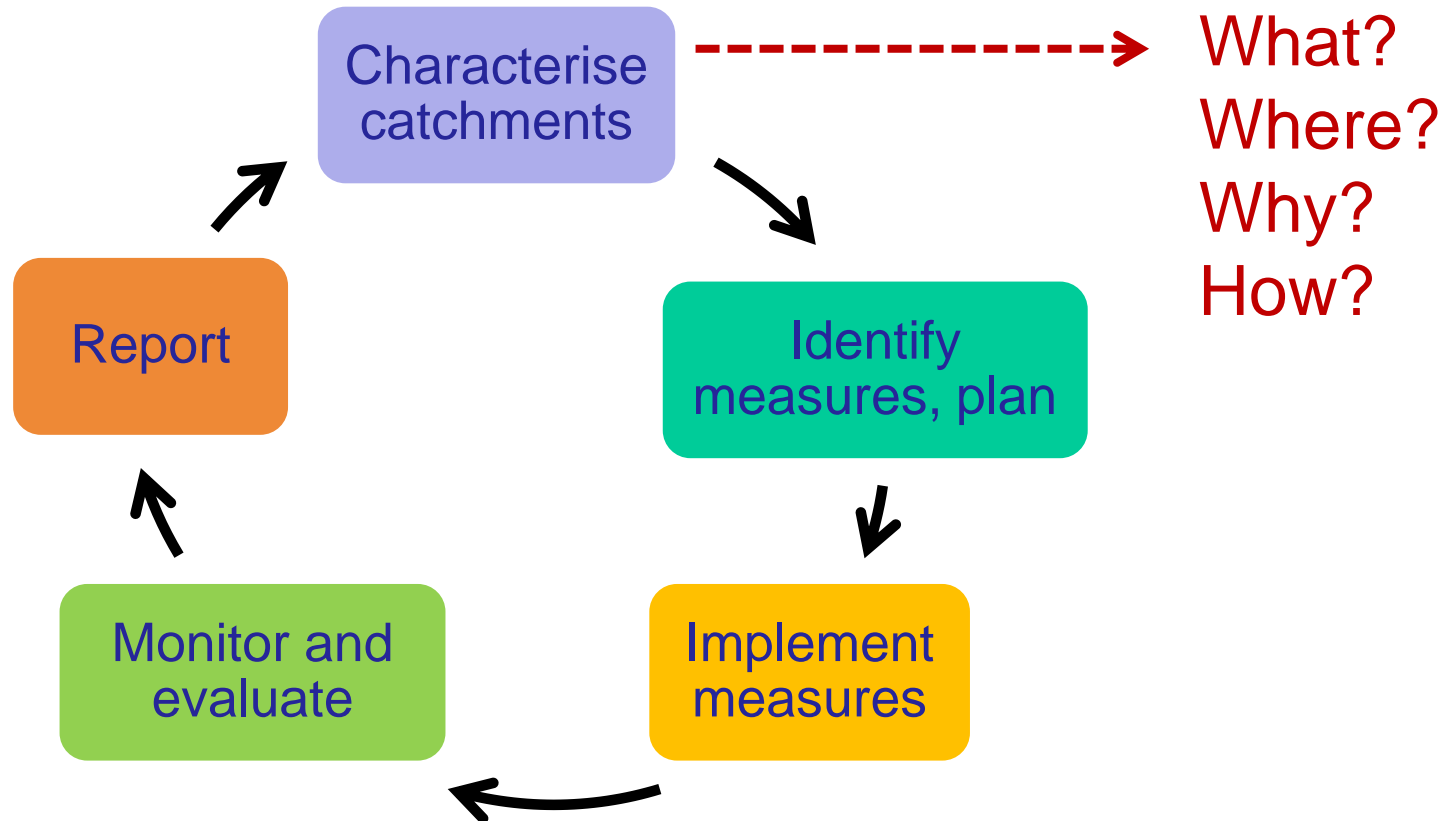 Characterise
catchments
What?
Where?
Why?
How?
Identify
measures, plan
Implement
measures
Monitor and
evaluate
Report